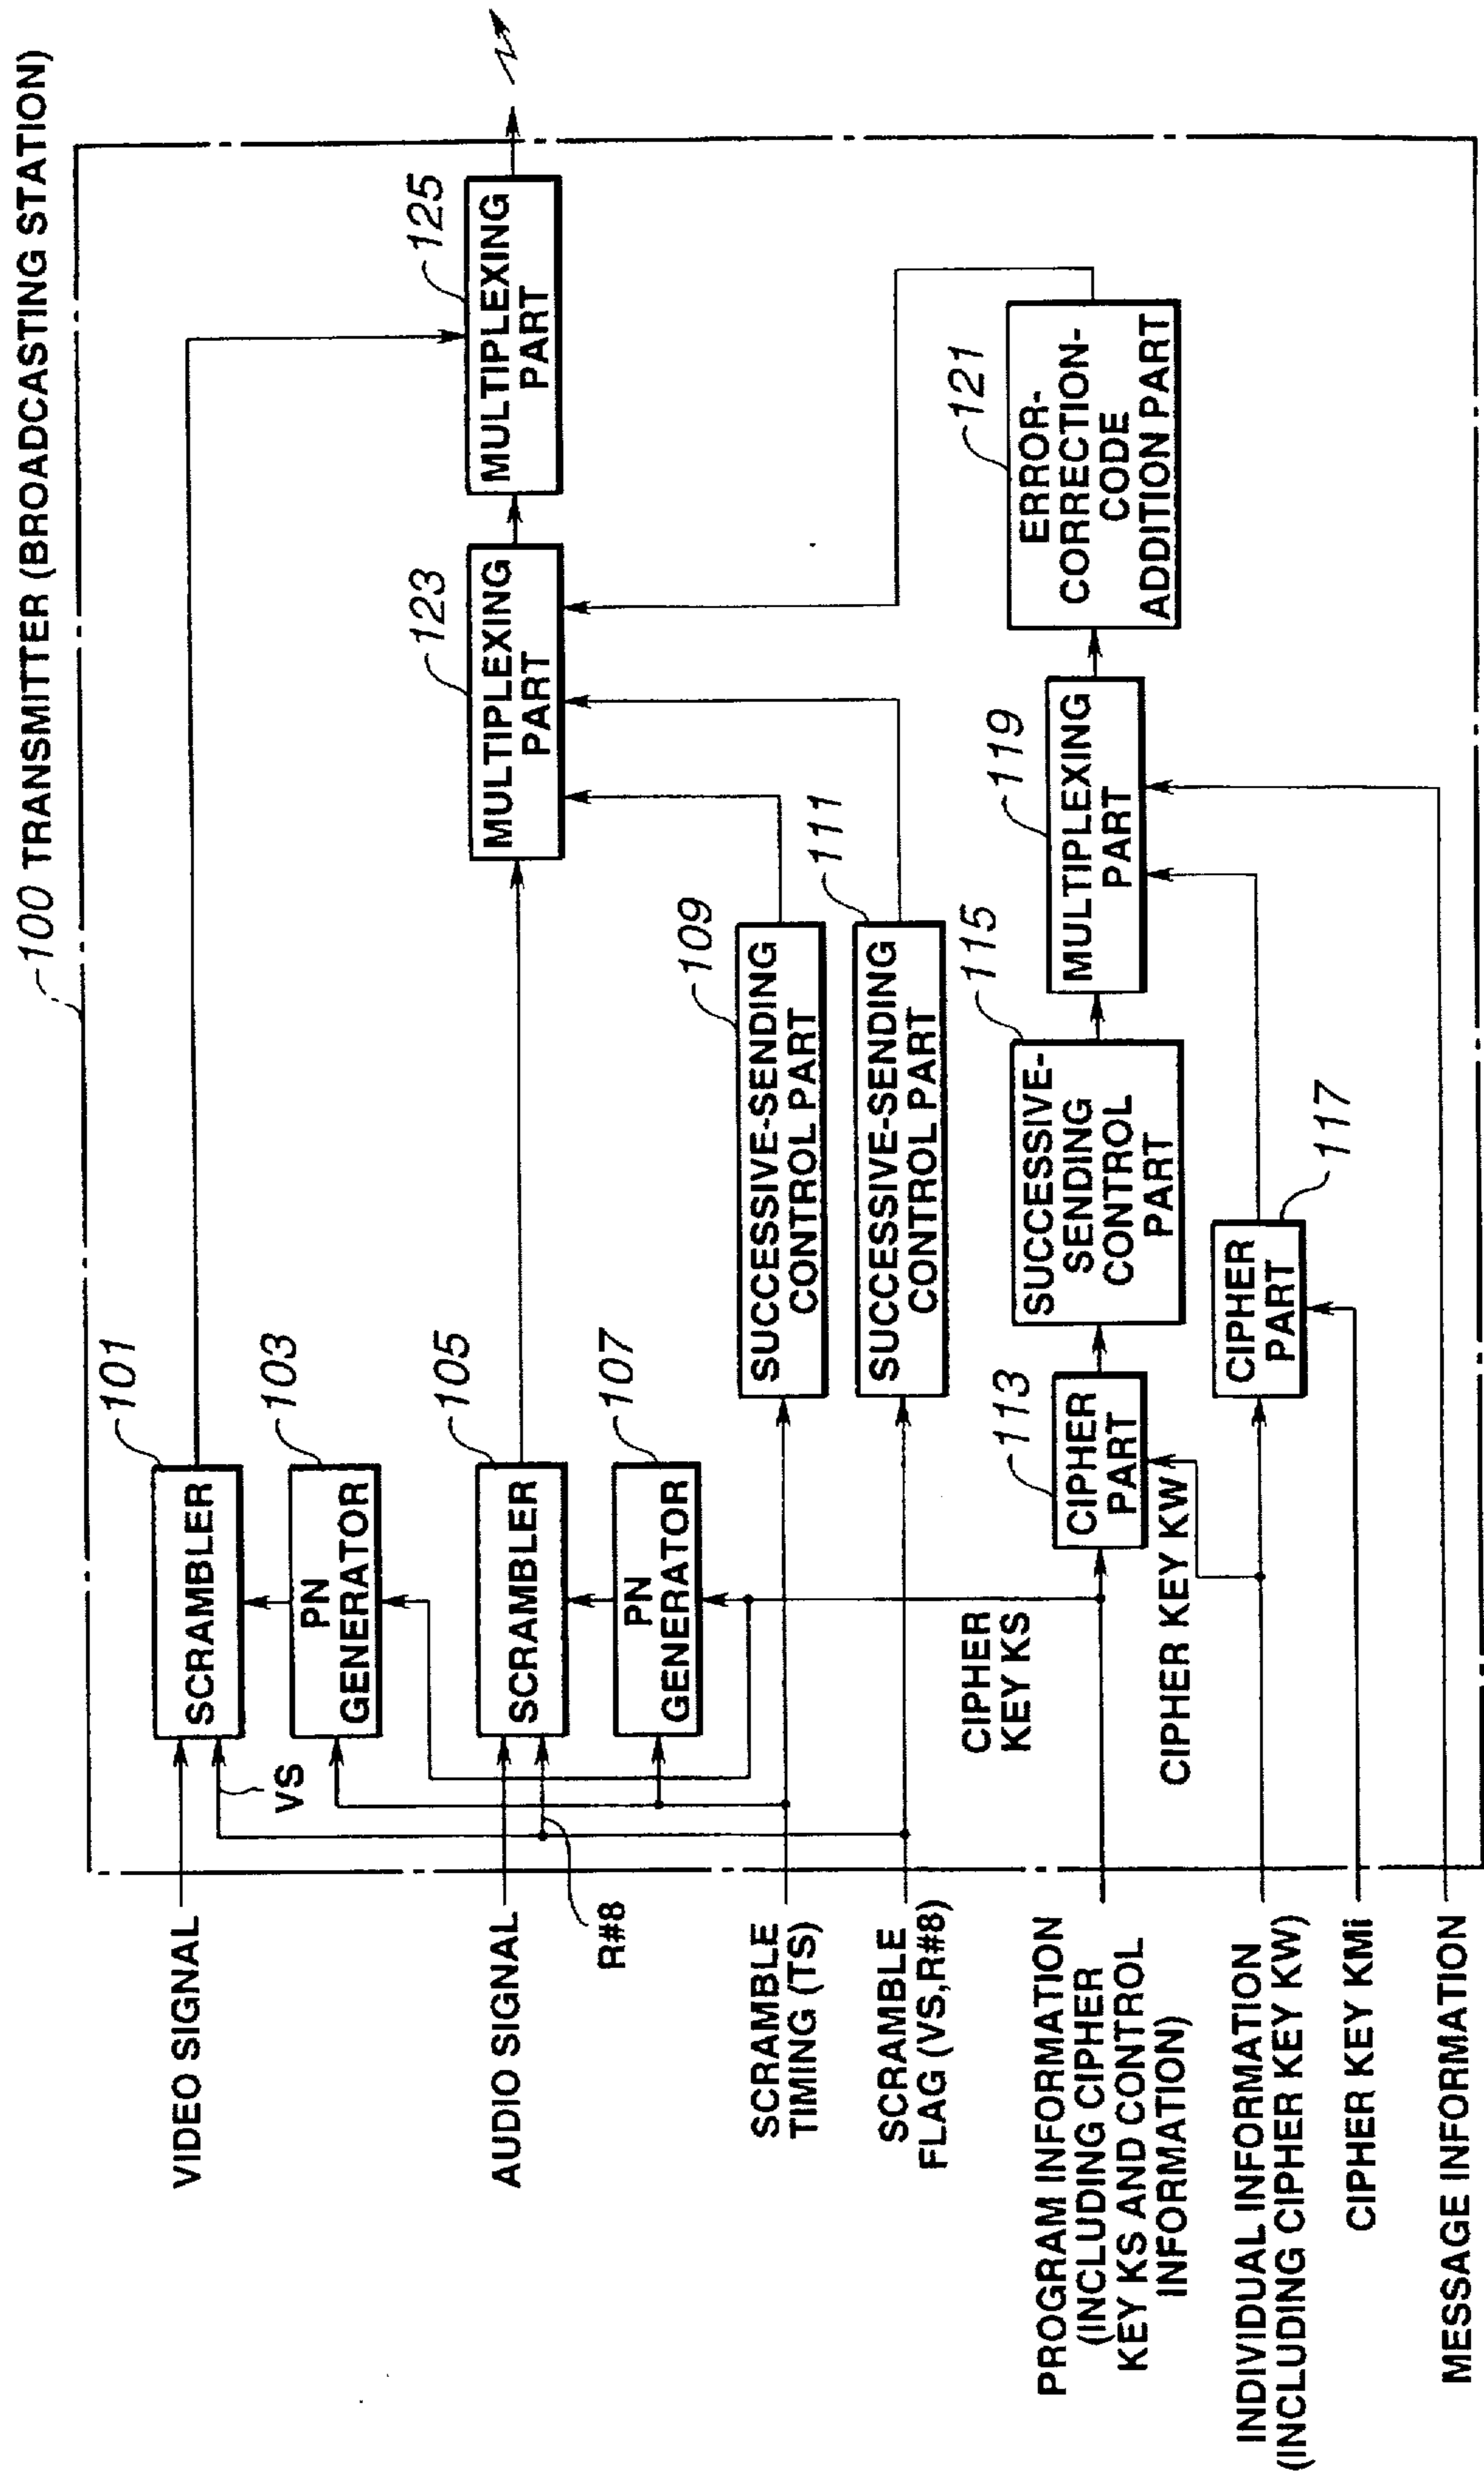 100 TRANSMITTER (BROADCASTING STATION)
VIDEO SIGNAL
VS
101
SCRAMBLER
103
PN
GENERATOR
125
MULTIPLEXING
PART
AUDIO SIGNAL
R#8
105
SCRAMBLER
107
PN
GENERATOR
123
MULTIPLEXING
PART
SCRAMBLE
TIMING (TS)
109
SUCCESSIVE-SENDING
CONTROL PART
SCRAMBLE
FLAG (VS,R#8)
111
SUCCESSIVE-SENDING
CONTROL PART
PROGRAM INFORMATION
(INCLUDING CIPHER
KEY KS AND CONTROL
INFORMATION)
CIPHER
KEY KS
113
CIPHER
PART
115
SUCCESSIVE-
SENDING
CONTROL
PART
119
MULTIPLEXING
PART
121
ERROR-
CORRECTION-
CODE
ADDITION PART
CIPHER KEY KW
INDIVIDUAL INFORMATION
(INCLUDING CIPHER KEY KW)
117
CIPHER
PART
CIPHER KEY KMi
MESSAGE INFORMATION